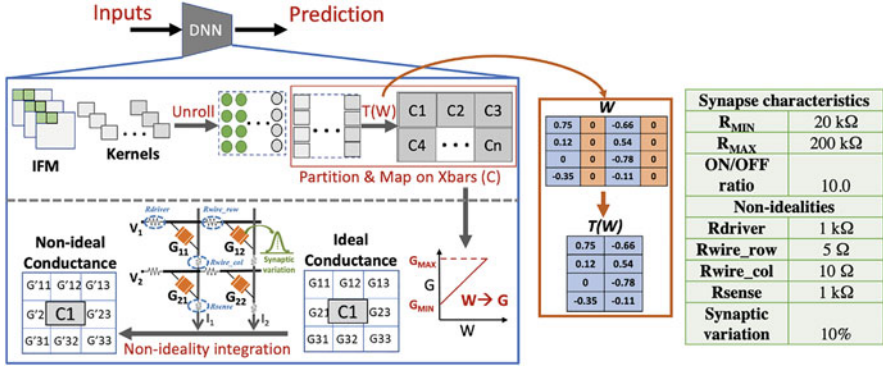 Inputs
Prediction
DNN
IFM
Kernels
Unroll
T(W)
C1 C2 C3
C4 Cn
Partition & Map on Xbars (C)
Non-ideal
Conductance
G'11 G'12 G'13
G'2 C1 G'23
G'31 G'32 G'33
Rdriver
Rwire_row
V1
G11
G12
Synaptic
variation
Rwire_col
V2
G21
G22
Rsense
I1
I2
Non-ideality integration
Ideal
Conductance
G11 G12 G13
G21 C1 G23
G31 G32 G33
GMAX
G
GMIN
W → G
W
W
0.75 0 -0.66 0
0.12 0 0.54 0
0 0 -0.78 0
-0.35 0 -0.11 0
T(W)
0.75 -0.66
0.12 0.54
0 -0.78
-0.35 -0.11
Synapse characteristics
RMIN 20 kΩ
RMAX 200 kΩ
ON/OFF
ratio 10.0
Non-idealities
Rdriver 1 kΩ
Rwire_row 5 Ω
Rwire_col 10 Ω
Rsense 1 kΩ
Synaptic
variation 10%